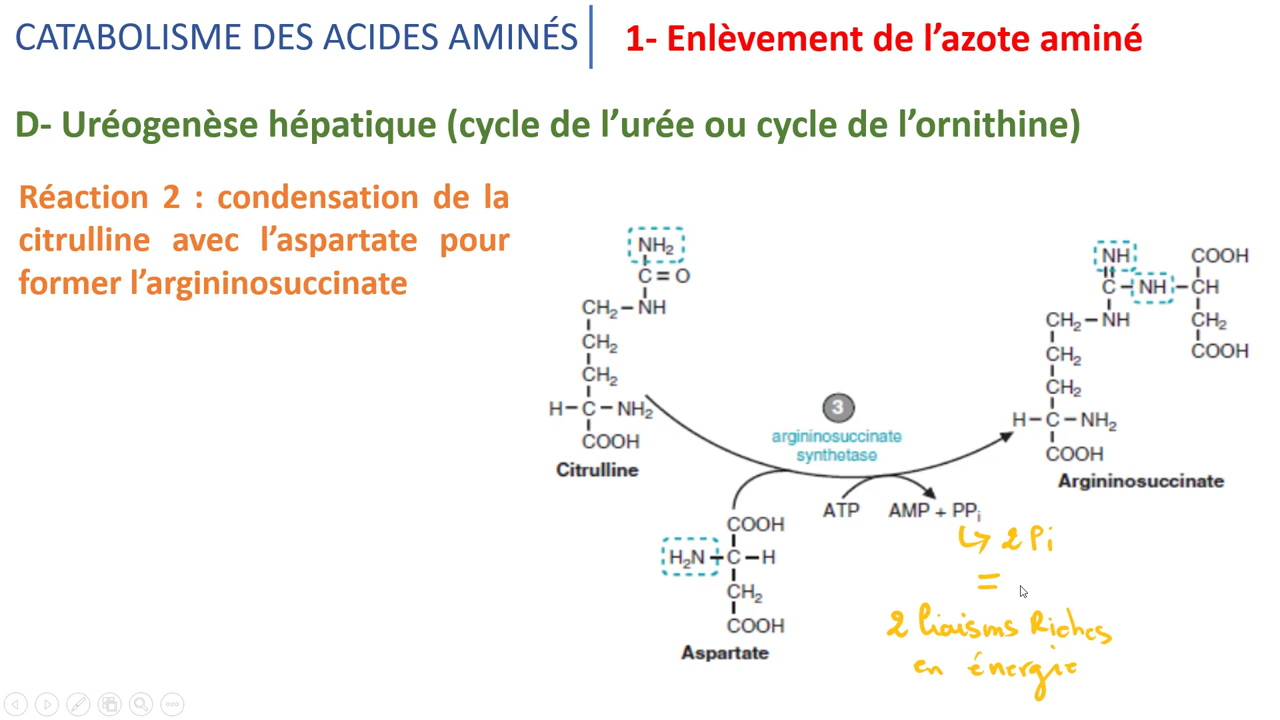 CATABOLISME DES ACIDES AMINÉS
1- Enlèvement de l’azote aminé
D- Uréogenèse hépatique (cycle de l’urée ou cycle de l’ornithine)
Réaction 2 : condensation de la
citrulline avec l’aspartate pour
former l’argininosuccinate
NH₂
C=O
CH₂–NH
CH₂
CH₂
H–C–NH₂
COOH
Citrulline
3
argininosuccinate
synthetase
ATP
AMP + PPᵢ
COOH
H₂N–C–H
CH₂
COOH
Aspartate
NH COOH
C–NH–CH
CH₂–NH CH₂
CH₂ COOH
CH₂
H–C–NH₂
COOH
Argininosuccinate
↳ 2 Pi
=
2 liaisons Riches
en énergie